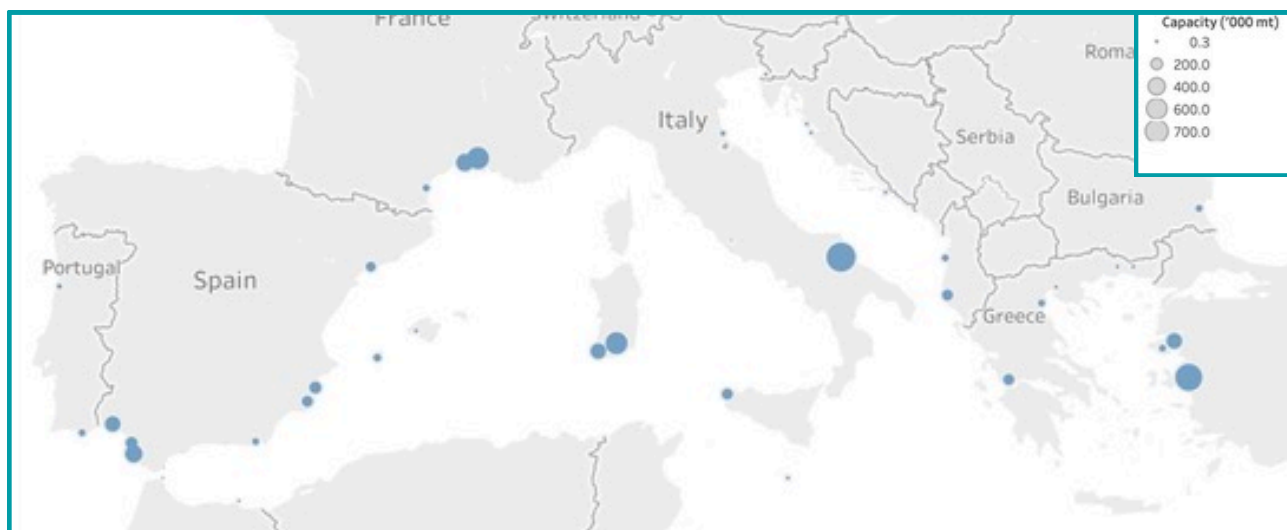 France
Capacity ('000 mt)
0.3
200.0
400.0
600.0
700.0
Italy
Serbia
Bulgaria
Portugal
Spain
Greece